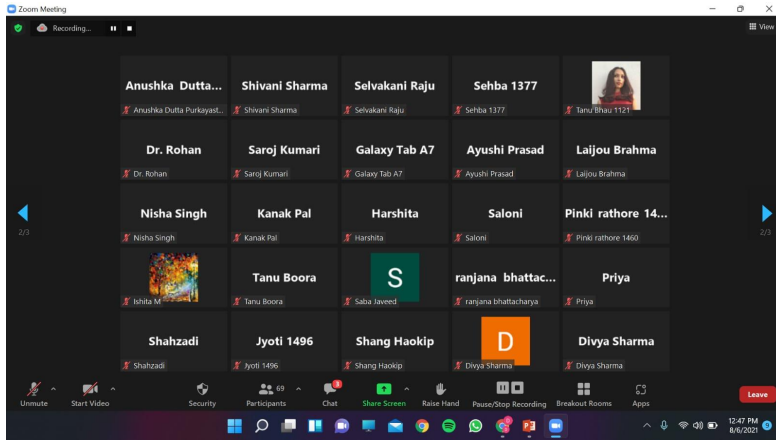 Zoom Meeting
Recording...
View
Anushka Dutta...
Shivani Sharma
Selvakani Raju
Sehba 1377
Anushka Dutta Purkayast...
Shivani Sharma
Selvakani Raju
Sehba 1377
Tanu Bhau 1121
Dr. Rohan
Saroj Kumari
Galaxy Tab A7
Ayushi Prasad
Laijou Brahma
Dr. Rohan
Saroj Kumari
Galaxy Tab A7
Ayushi Prasad
Laijou Brahma
Nisha Singh
Kanak Pal
Harshita
Saloni
Pinki rathore 14...
2/3
2/3
Nisha Singh
Kanak Pal
Harshita
Saloni
Pinki rathore 1460
Tanu Boora
S
ranjana bhattac...
Priya
Ishita M
Tanu Boora
Saba Javeed
ranjana bhattacharya
Priya
Shahzadi
Jyoti 1496
Shang Haokip
D
Divya Sharma
Shahzadi
Jyoti 1496
Shang Haokip
Divya Sharma
Divya Sharma
69
3
Unmute
Start Video
Security
Participants
Chat
Share Screen
Raise Hand
Pause/Stop Recording
Breakout Rooms
Apps
Leave
12:47 PM
8/6/2021